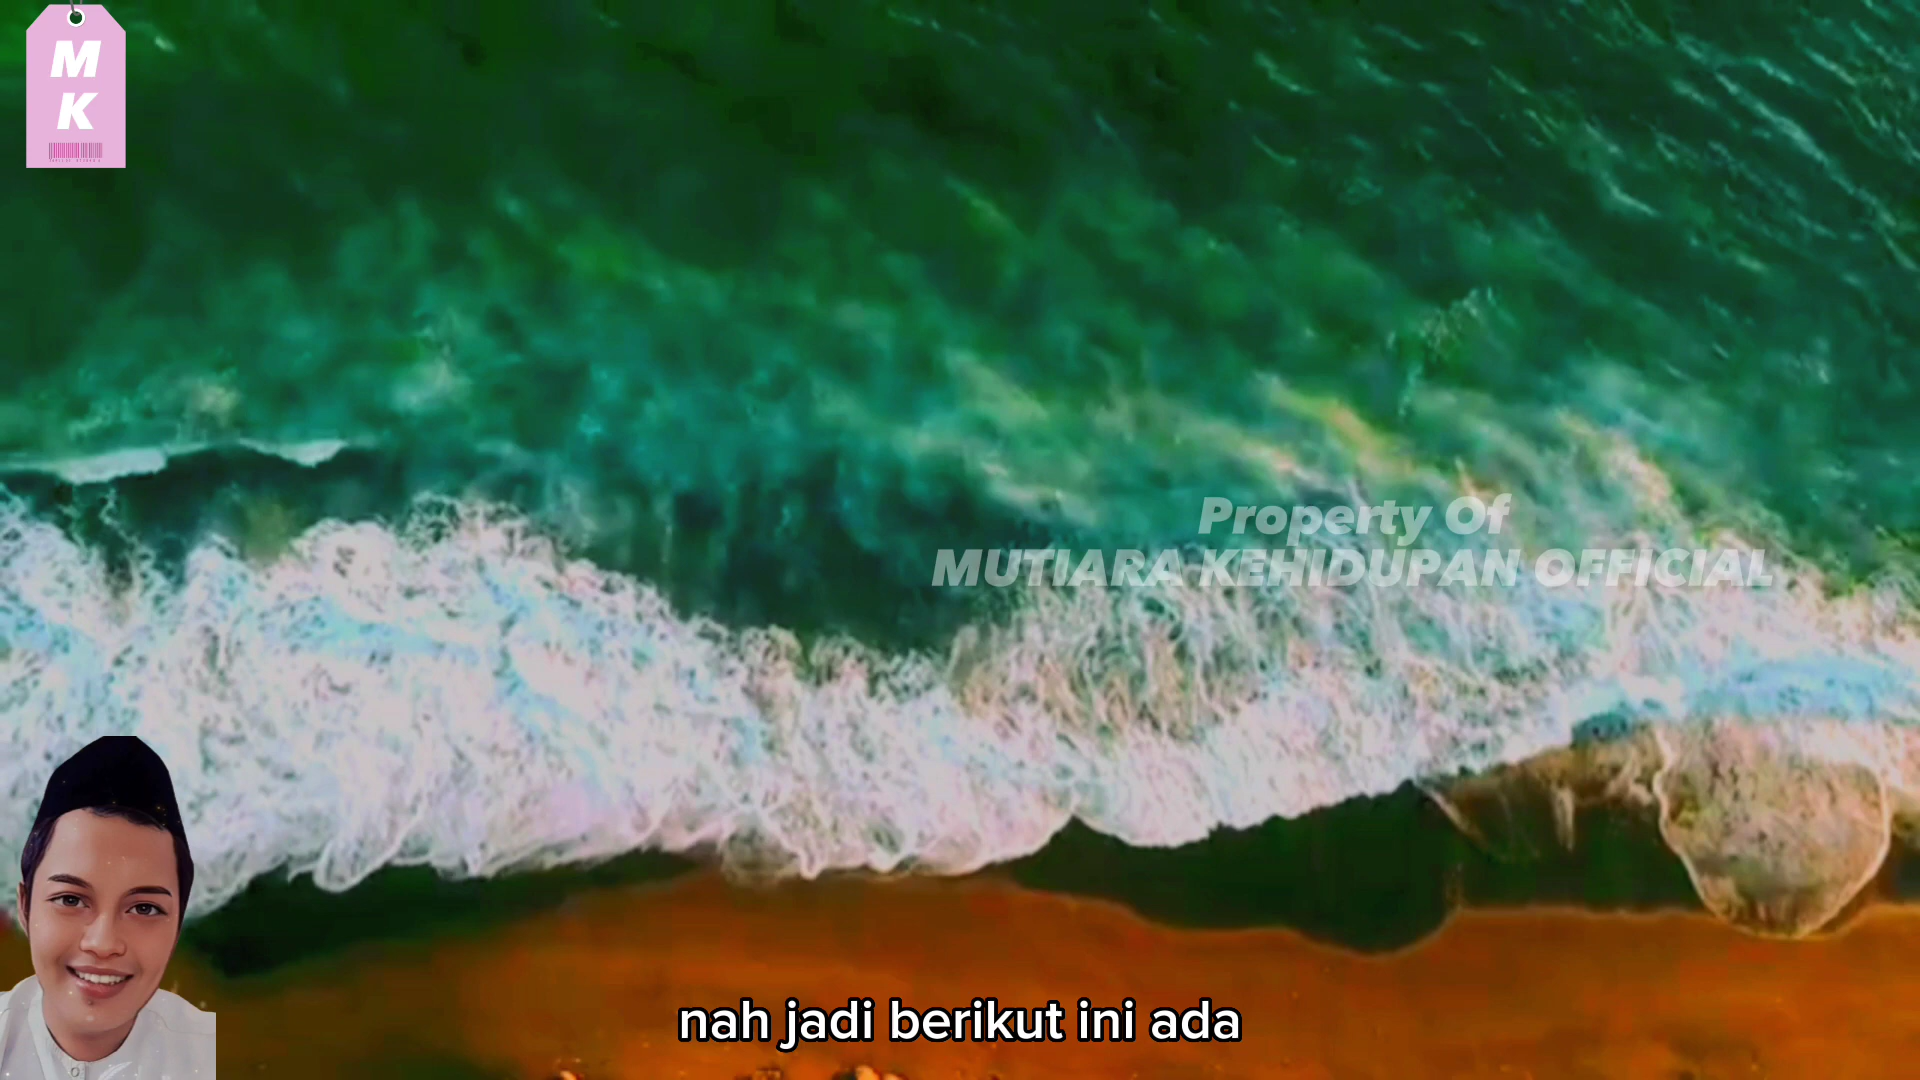 M
K
Property Of
MUTIARA KEHIDUPAN OFFICIAL
nah jadi berikut ini ada